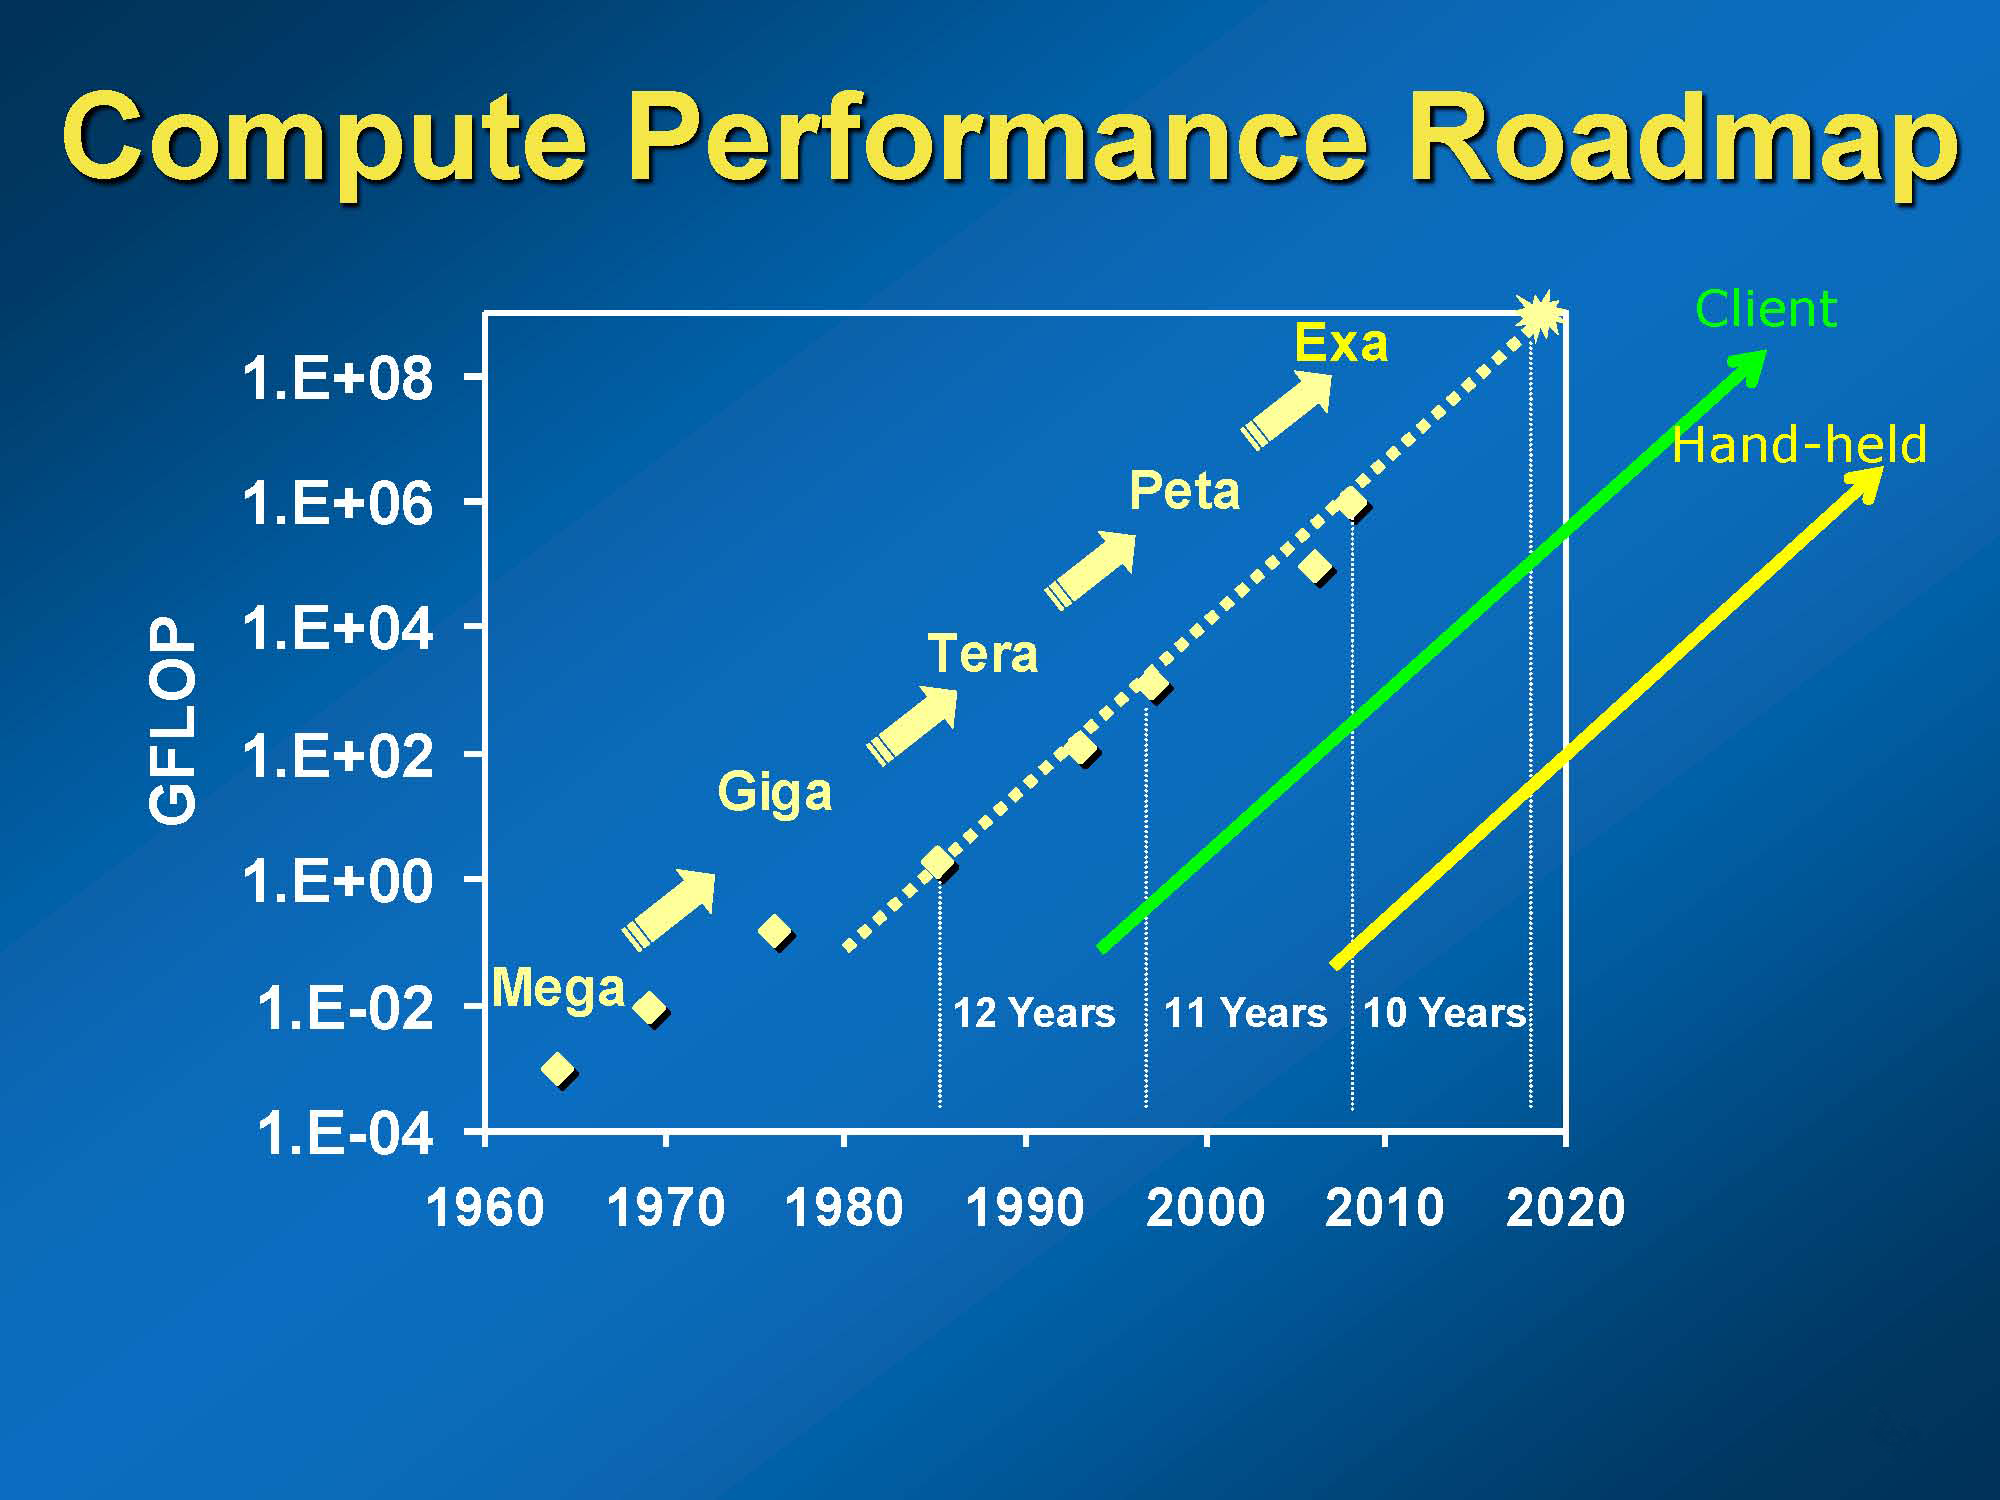 Compute Performance Roadmap
Client
Exa
1.E+08
Hand-held
Peta
1.E+06
1.E+04
Tera
GFLOP
1.E+02
Giga
1.E+00
Mega
1.E-02
12 Years
11 Years
10 Years
1.E-04
1960
1970
1980
1990
2000
2010
2020